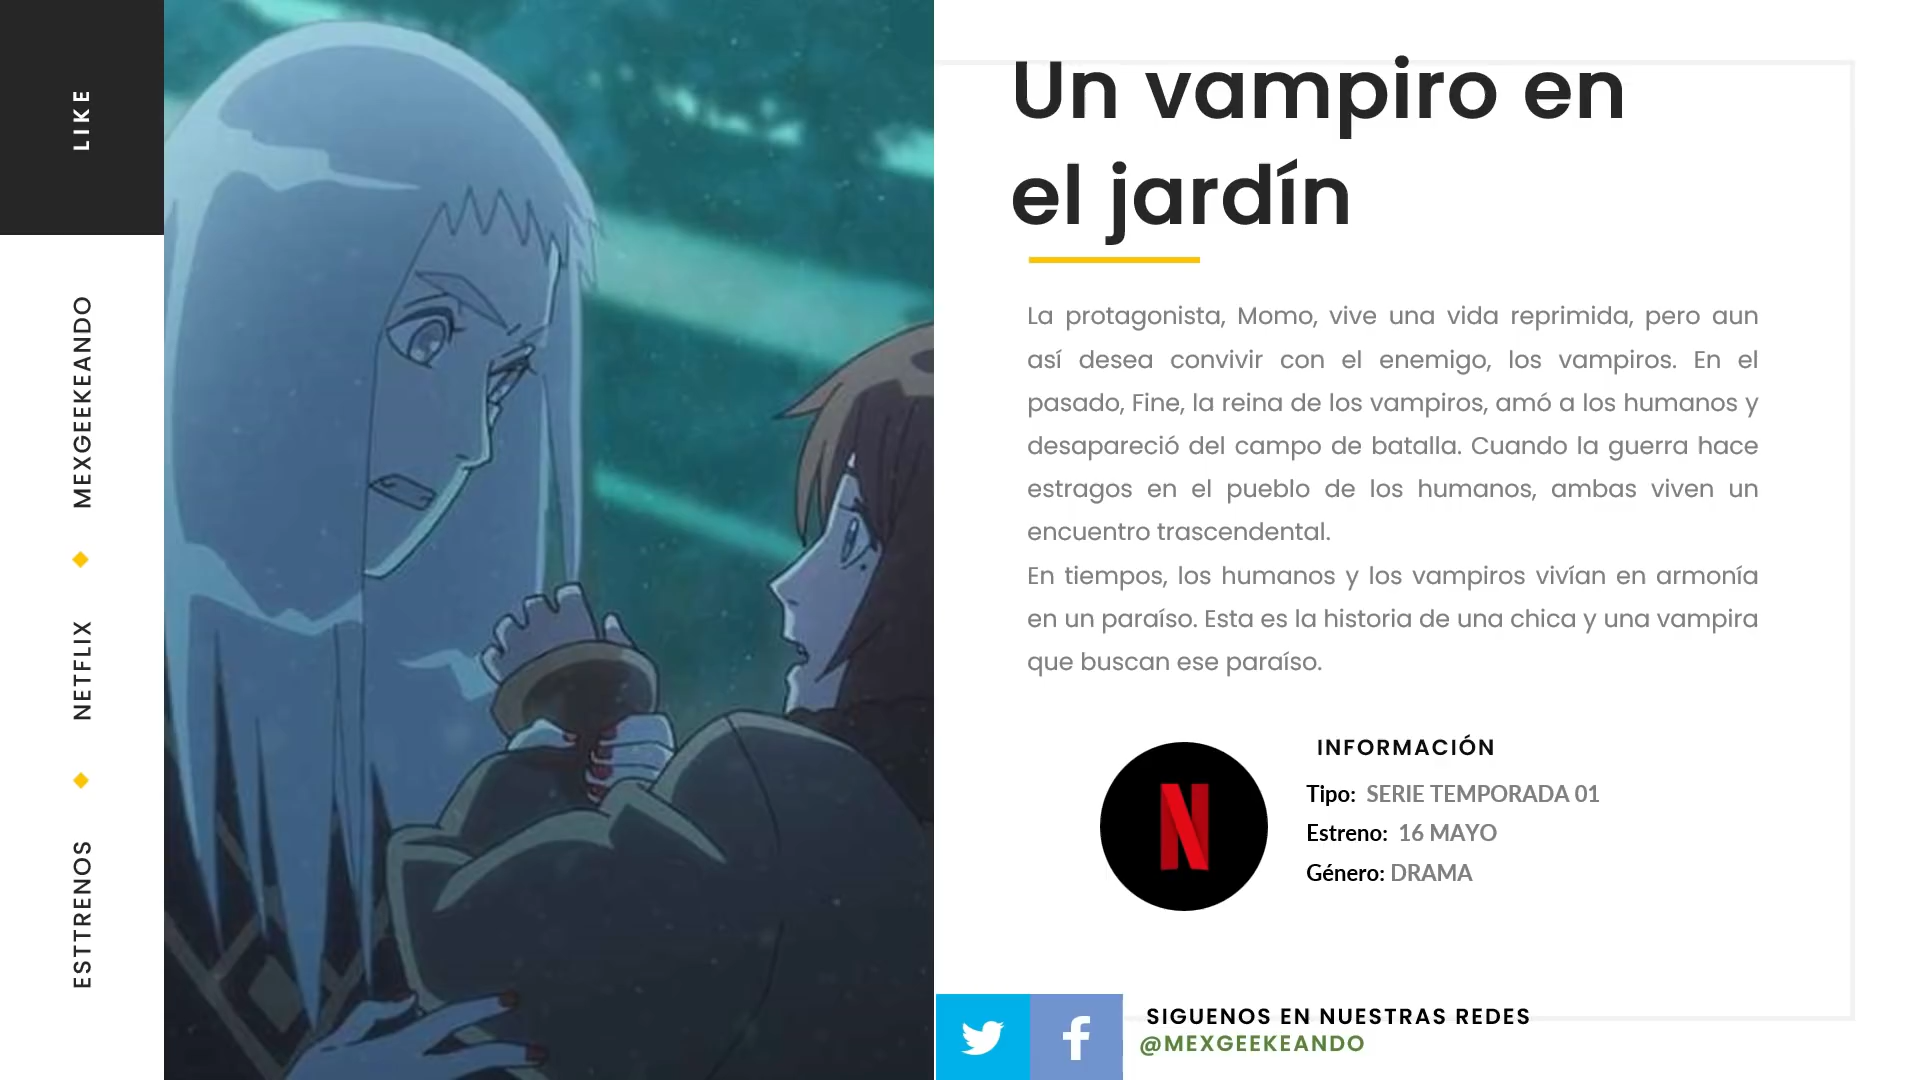 LIKE
MEXGEEKEANDO
NETFLIX
ESTTRENOS
Un vampiro en
el jardín
La protagonista, Momo, vive una vida reprimida, pero aun
así desea convivir con el enemigo, los vampiros. En el
pasado, Fine, la reina de los vampiros, amó a los humanos y
desapareció del campo de batalla. Cuando la guerra hace
estragos en el pueblo de los humanos, ambas viven un
encuentro trascendental.
En tiempos, los humanos y los vampiros vivían en armonía
en un paraíso. Esta es la historia de una chica y una vampira
que buscan ese paraíso.
N
INFORMACIÓN
Tipo: SERIE TEMPORADA 01
Estreno: 16 MAYO
Género: DRAMA
f
SIGUENOS EN NUESTRAS REDES
@MEXGEEKEANDO